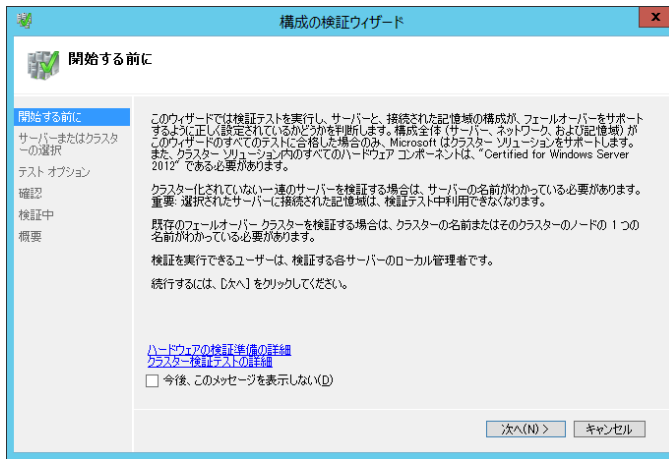 構成の検証ウィザード
x
開始する前に
開始する前に
サーバーまたはクラスタ
ーの選択
テスト オプション
確認
検証中
概要
このウィザードでは検証テストを実行し、サーバーと、接続された記憶域の構成が、フェールオーバーをサポート
するように正しく設定されているかどうかを判断します。構成全体 (サーバー、ネットワーク、および記憶域) が
このウィザードのすべてのテストに合格した場合のみ、Microsoft はクラスター ソリューションをサポートします。
また、クラスター ソリューション内のすべてのハードウェア コンポーネントは、"Certified for Windows Server
2012" である必要があります。
クラスター化されていない一連のサーバーを検証する場合は、サーバーの名前がわかっている必要があります。
重要: 選択されたサーバーに接続された記憶域は、検証テスト中利用できなくなります。
既存のフェールオーバー クラスターを検証する場合は、クラスターの名前またはそのクラスターのノードの 1 つの
名前がわかっている必要があります。
検証を実行できるユーザーは、検証する各サーバーのローカル管理者です。
続行するには、[次へ] をクリックしてください。
ハードウェアの検証準備の詳細
クラスター検証テストの詳細
今後、このメッセージを表示しない(D)
次へ(N) >
キャンセル